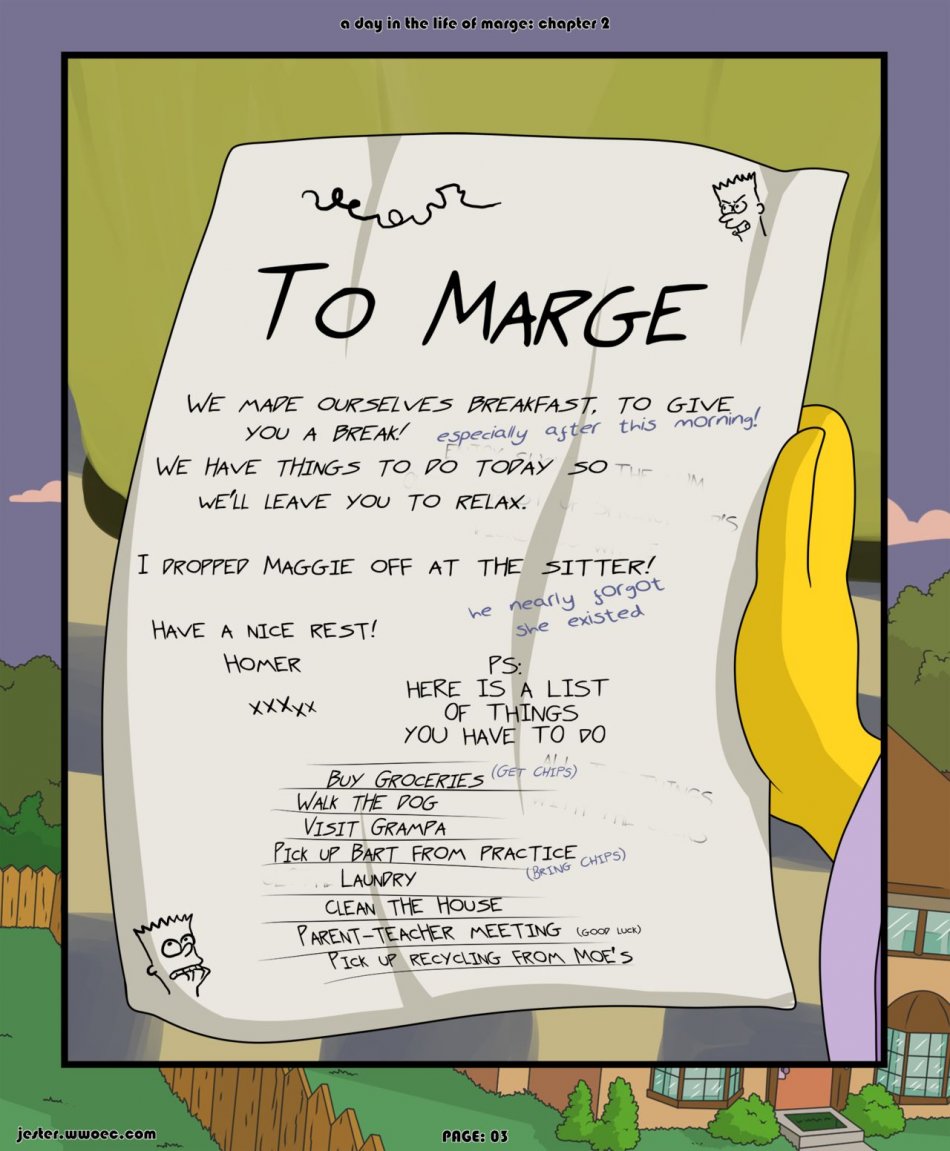 a day in the life of marge: chapter 2
TO MARGE
WE MADE OURSELVES BREAKFAST, TO GIVE
YOU A BREAK! especially after this morning!
WE HAVE THINGS TO DO TODAY SO
WE'LL LEAVE YOU TO RELAX.
I DROPPED MAGGIE OFF AT THE SITTER!
he nearly forgot
she existed
HAVE A NICE REST!
HOMER
xxxxx
PS:
HERE IS A LIST
OF THINGS
YOU HAVE TO DO
BUY GROCERIES (GET CHIPS)
WALK THE DOG
VISIT GRAMPA
PICK UP BART FROM PRACTICE
(BRING CHIPS)
LAUNDRY
CLEAN THE HOUSE
PARENT-TEACHER MEETING (GOOD LUCK)
PICK UP RECYCLING FROM MOE'S
jester.wwoec.com
PAGE: 03